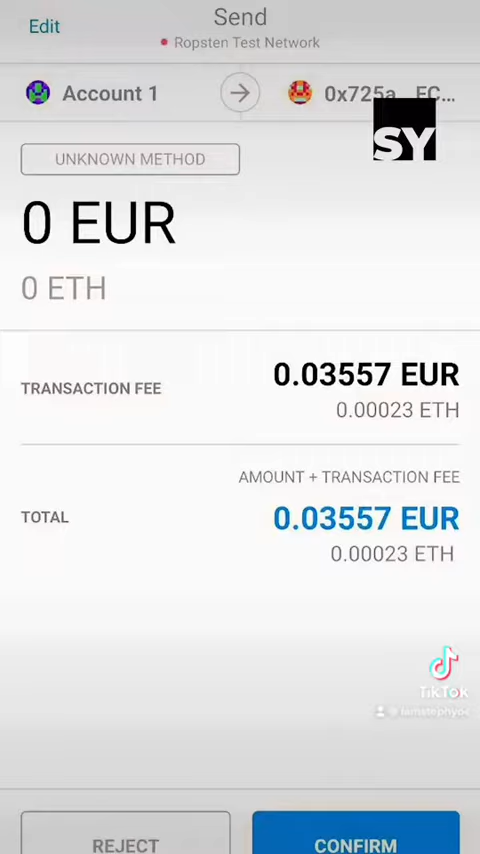 Edit
Send
Ropsten Test Network
Account 1
0x725a
SY
UNKNOWN METHOD
0 EUR
0 ETH
TRANSACTION FEE
0.03557 EUR
0.00023 ETH
AMOUNT + TRANSACTION FEE
TOTAL
0.03557 EUR
0.00023 ETH
TikTok
REJECT
CONFIRM